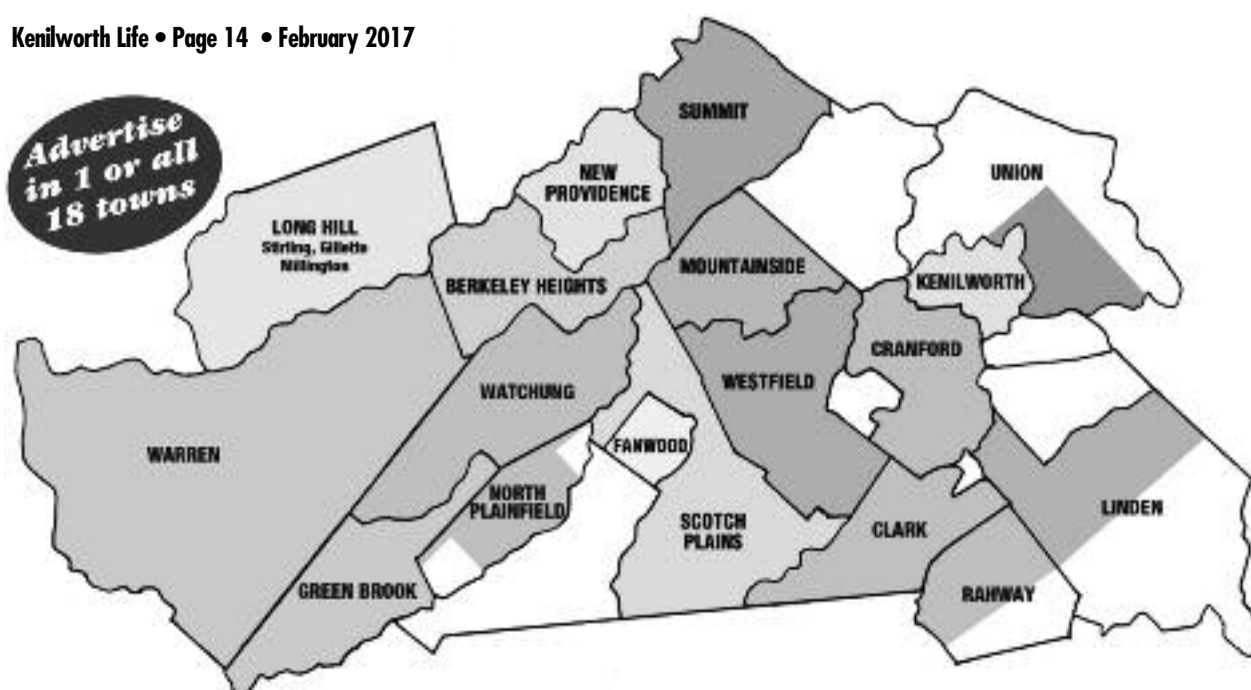 Kenilworth Life • Page 14 • February 2017
Advertise
in 1 or all
18 towns
SUMMIT
UNION
NEW
PROVIDENCE
LONG HILL
Stirling, Gillette
Millington
MOUNTAINSIDE
KENILWORTH
BERKELEY HEIGHTS
CRANFORD
WESTFIELD
WATCHUNG
FANWOOD
WARREN
NORTH
PLAINFIELD
LINDEN
SCOTCH
PLAINS
CLARK
GREEN BROOK
RAHWAY